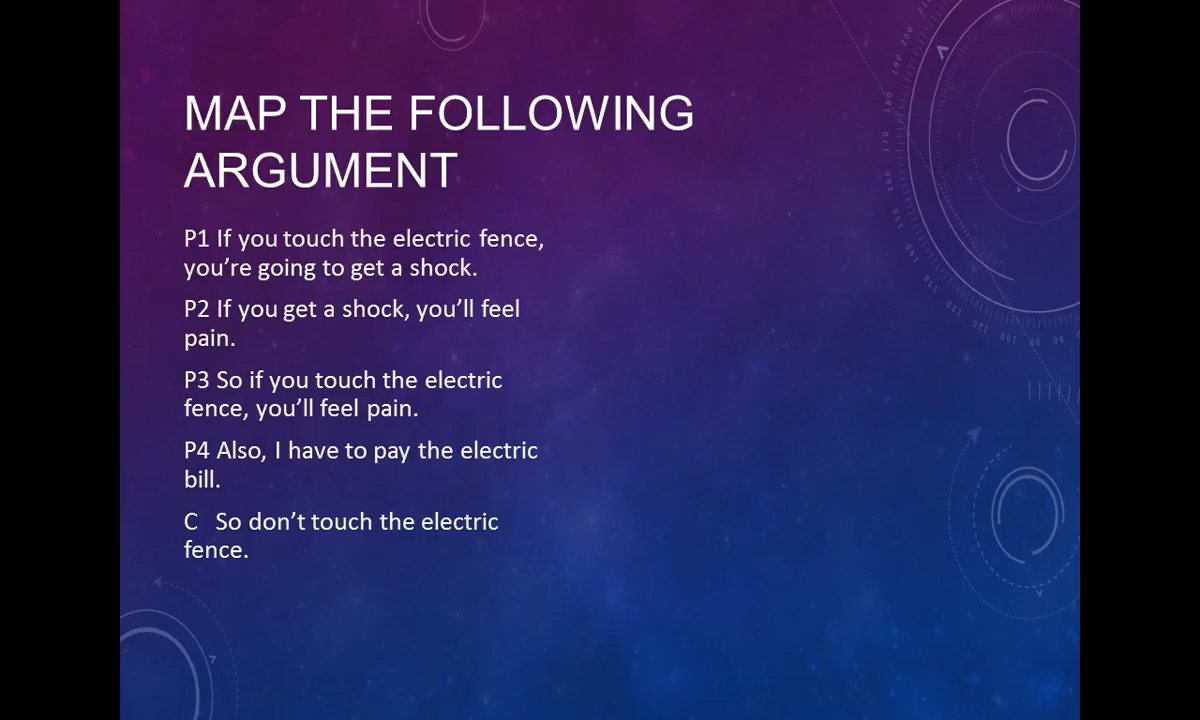 MAP THE FOLLOWING
ARGUMENT
P1 If you touch the electric fence,
you’re going to get a shock.
P2 If you get a shock, you’ll feel
pain.
P3 So if you touch the electric
fence, you’ll feel pain.
P4 Also, I have to pay the electric
bill.
C So don’t touch the electric
fence.